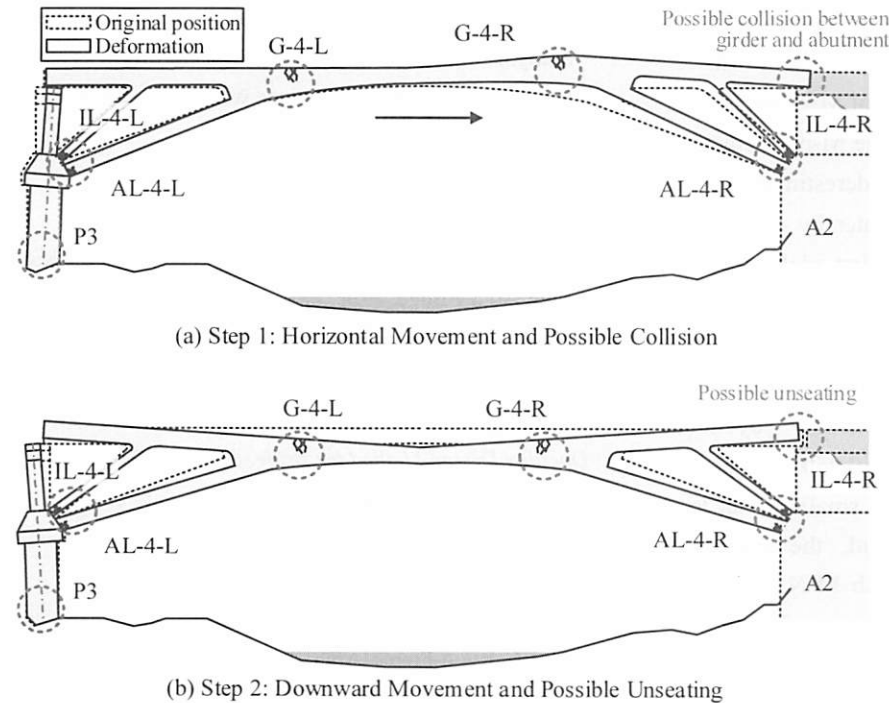 Original position
Deformation
G-4-L
G-4-R
Possible collision between
girder and abutment
IL-4-L
IL-4-R
AL-4-L
AL-4-R
P3
A2
(a) Step 1: Horizontal Movement and Possible Collision
G-4-L
G-4-R
Possible unseating
IL-4-L
IL-4-R
AL-4-L
AL-4-R
P3
A2
(b) Step 2: Downward Movement and Possible Unseating